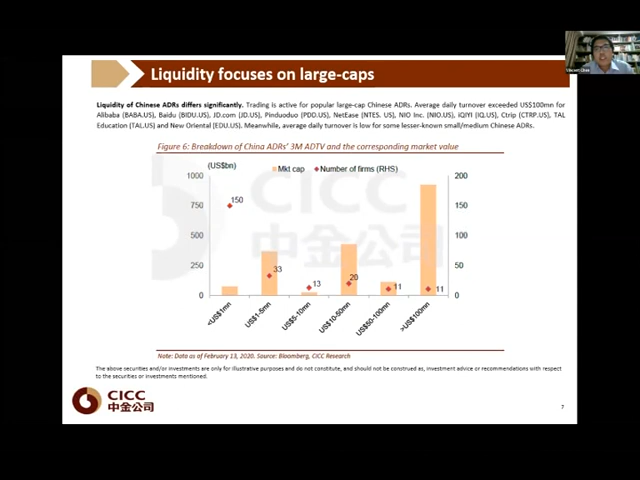 Liquidity focuses on large-caps
Liquidity of Chinese ADRs differs significantly. Trading is active for popular large-cap Chinese ADRs. Average daily turnover exceeded US$100mn for
Alibaba (BABA.US), Baidu (BIDU.US), JD.com (JD.US), Pinduoduo (PDD.US), NetEase (NTES. US), NIO Inc. (NIO.US), iQIYI (IQ.US), Ctrip (CTRP.US), TAL
Education (TAL.US) and New Oriental (EDU.US). Meanwhile, average daily turnover is low for some lesser-known small/medium Chinese ADRs.
Figure 6: Breakdown of China ADRs' 3M ADTV and the corresponding market value
(US$bn)
Mkt cap
Number of firms (RHS)
1000
750
500
250
0
200
150
100
50
0
150
33
13
20
11
11
<US$1mn
US$1-5mn
US$5-10mn
US$10-50mn
US$50-100mn
>US$100mn
CICC
中金公司
Note: Data as of February 13, 2020. Source: Bloomberg, CICC Research
The above securities and/or investments are only for illustrative purposes and do not constitute, and should not be construed as, investment advice or recommendations with respect
to the securities or investments mentioned.
CICC
中金公司
7